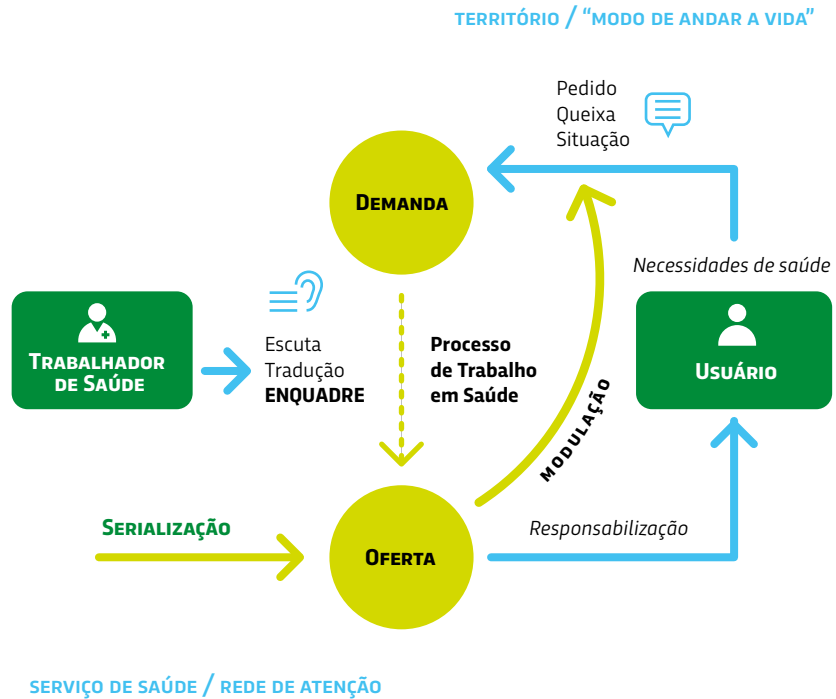 TERRITÓRIO / “MODO DE ANDAR A VIDA”
Pedido
Queixa
Situação
DEMANDA
Necessidades de saúde
TRABALHADOR
DE SAÚDE
Escuta
Tradução
ENQUADRE
Processo
de Trabalho
em Saúde
MODULAÇÃO
USUÁRIO
SERIALIZAÇÃO
OFERTA
Responsabilização
SERVIÇO DE SAÚDE / REDE DE ATENÇÃO